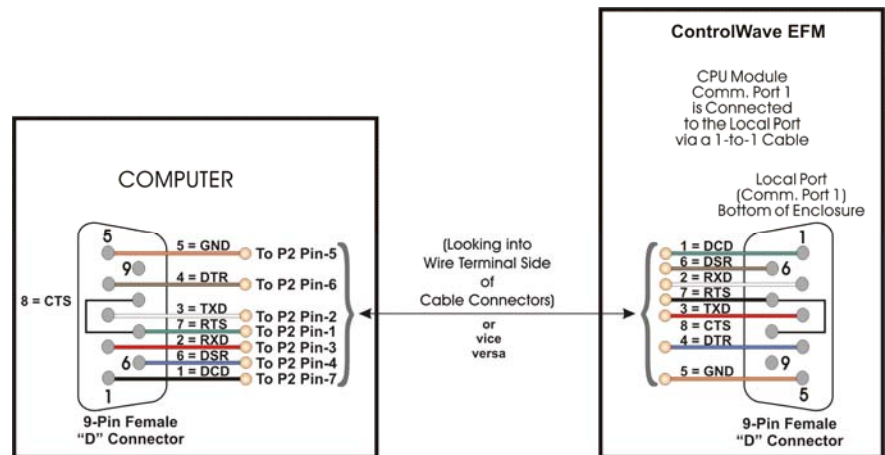 ControlWave EFM
CPU Module
Comm. Port 1
is Connected
to the Local Port
via a 1-to-1 Cable
Local Port
(Comm. Port 1)
Bottom of Enclosure
COMPUTER
5
9
8 = CTS
6
1
5 = GND To P2 Pin-5
4 = DTR To P2 Pin-6
3 = TXD To P2 Pin-2
7 = RTS To P2 Pin-1
2 = RXD To P2 Pin-3
6 = DSR To P2 Pin-4
1 = DCD To P2 Pin-7
9-Pin Female
“D” Connector
(Looking into
Wire Terminal Side
of
Cable Connectors)
or
vice
versa
1 = DCD
6 = DSR
2 = RXD
7 = RTS
3 = TXD
8 = CTS
4 = DTR
5 = GND
1
6
9
5
9-Pin Female
“D” Connector